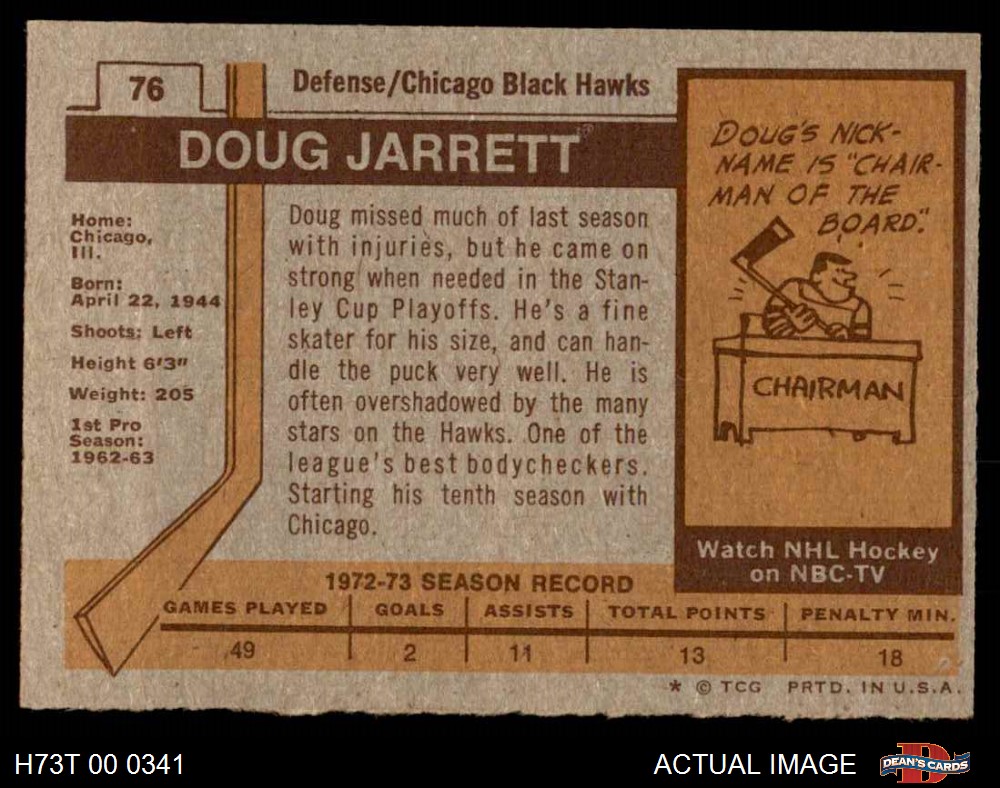 76
Defense/Chicago Black Hawks
DOUG JARRETT
Home:
Chicago,
Ill.
Born:
April 22, 1944
Shoots: Left
Height 6'3"
Weight: 205
1st Pro
Season:
1962-63
Doug missed much of last season
with injuries, but he came on
strong when needed in the Stan-
ley Cup Playoffs. He's a fine
skater for his size, and can han-
dle the puck very well. He is
often overshadowed by the many
stars on the Hawks. One of the
league's best bodycheckers.
Starting his tenth season with
Chicago.
DOUG'S NICK-
NAME IS "CHAIR-
MAN OF THE
BOARD."
CHAIRMAN
Watch NHL Hockey
on NBC-TV
1972-73 SEASON RECORD
GAMES PLAYED GOALS ASSISTS TOTAL POINTS PENALTY MIN.
49 2 11 13 18
* © TCG PRTD. IN U.S.A.
H73T 00 0341 ACTUAL IMAGE DEAN'S CARDS